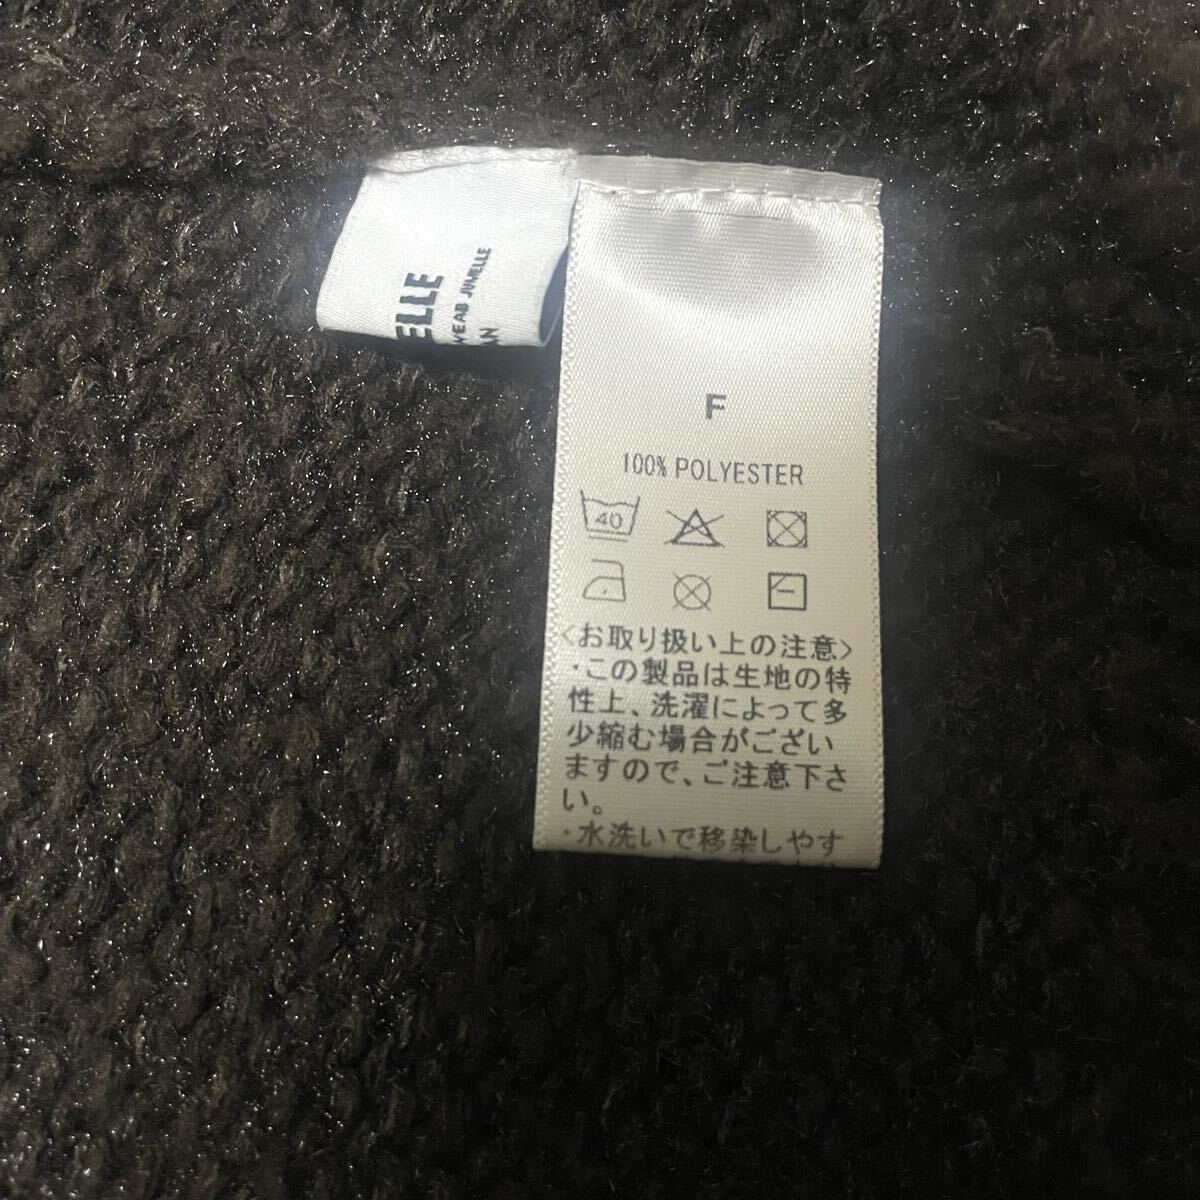 ELLE
WEAR JUMELLE
AN
F
100% POLYESTER
40
<お取り扱い上の注意>
・この製品は生地の特
性上、洗濯によって多
少縮む場合がござい
ますので、ご注意下さ
い。
・水洗いで移染しやす